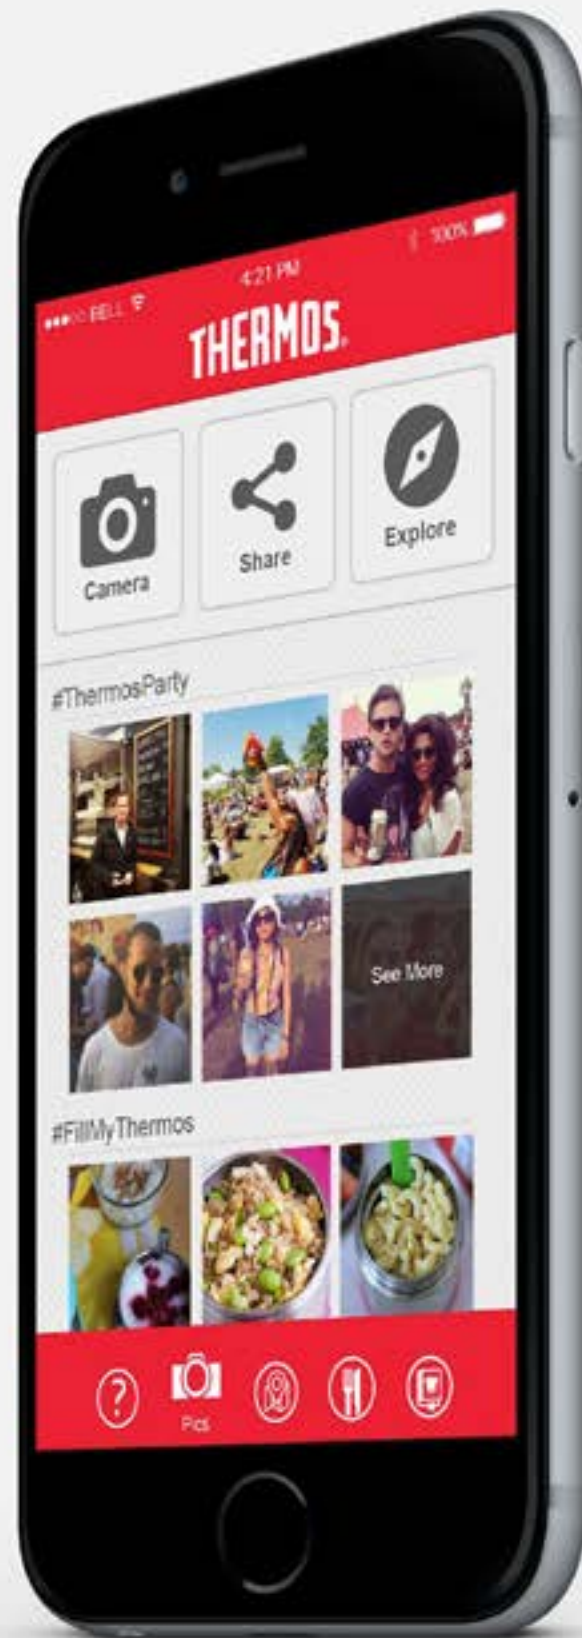 BELL
4:21 PM
100%
THERMOS.
Camera
Share
Explore
#ThermosParty
See More
#FillMyThermos
?
Pics